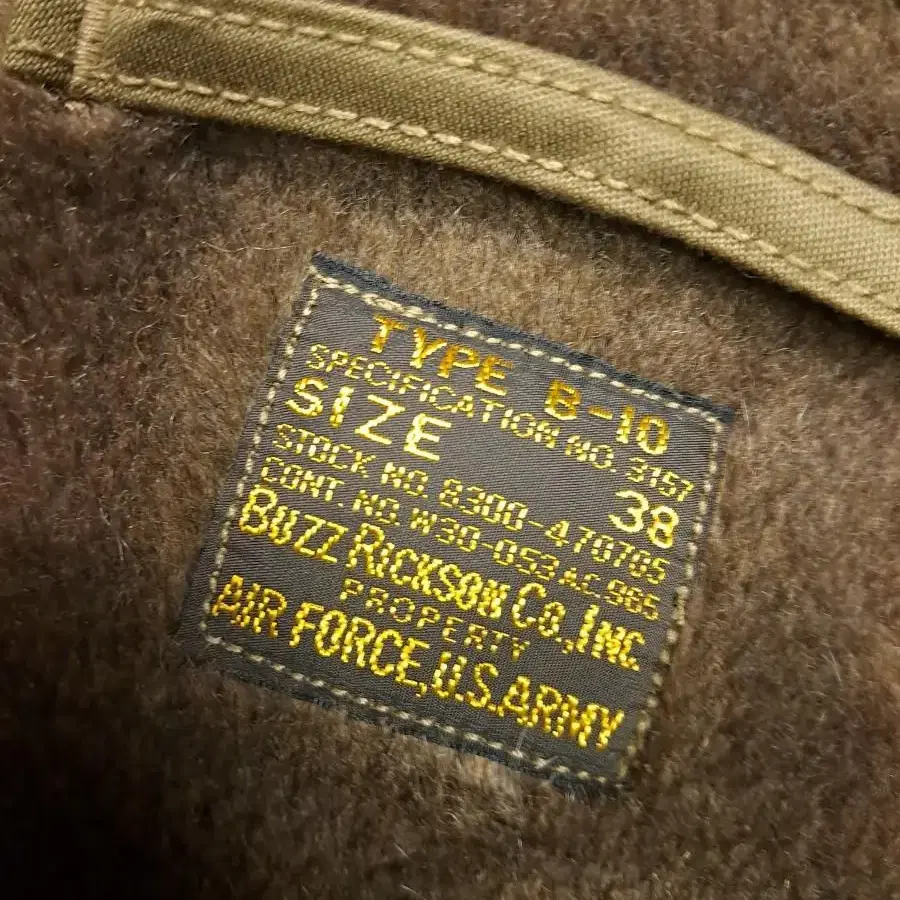 TYPE B-10
SPECIFICATION NO. 3157
SIZE 38
STOCK NO. 8300-470705
CONT. NO. W30-053 A.C. 965
BUZZ RICKSON CO., INC
PROPERTY
AIR FORCE, U.S. ARMY